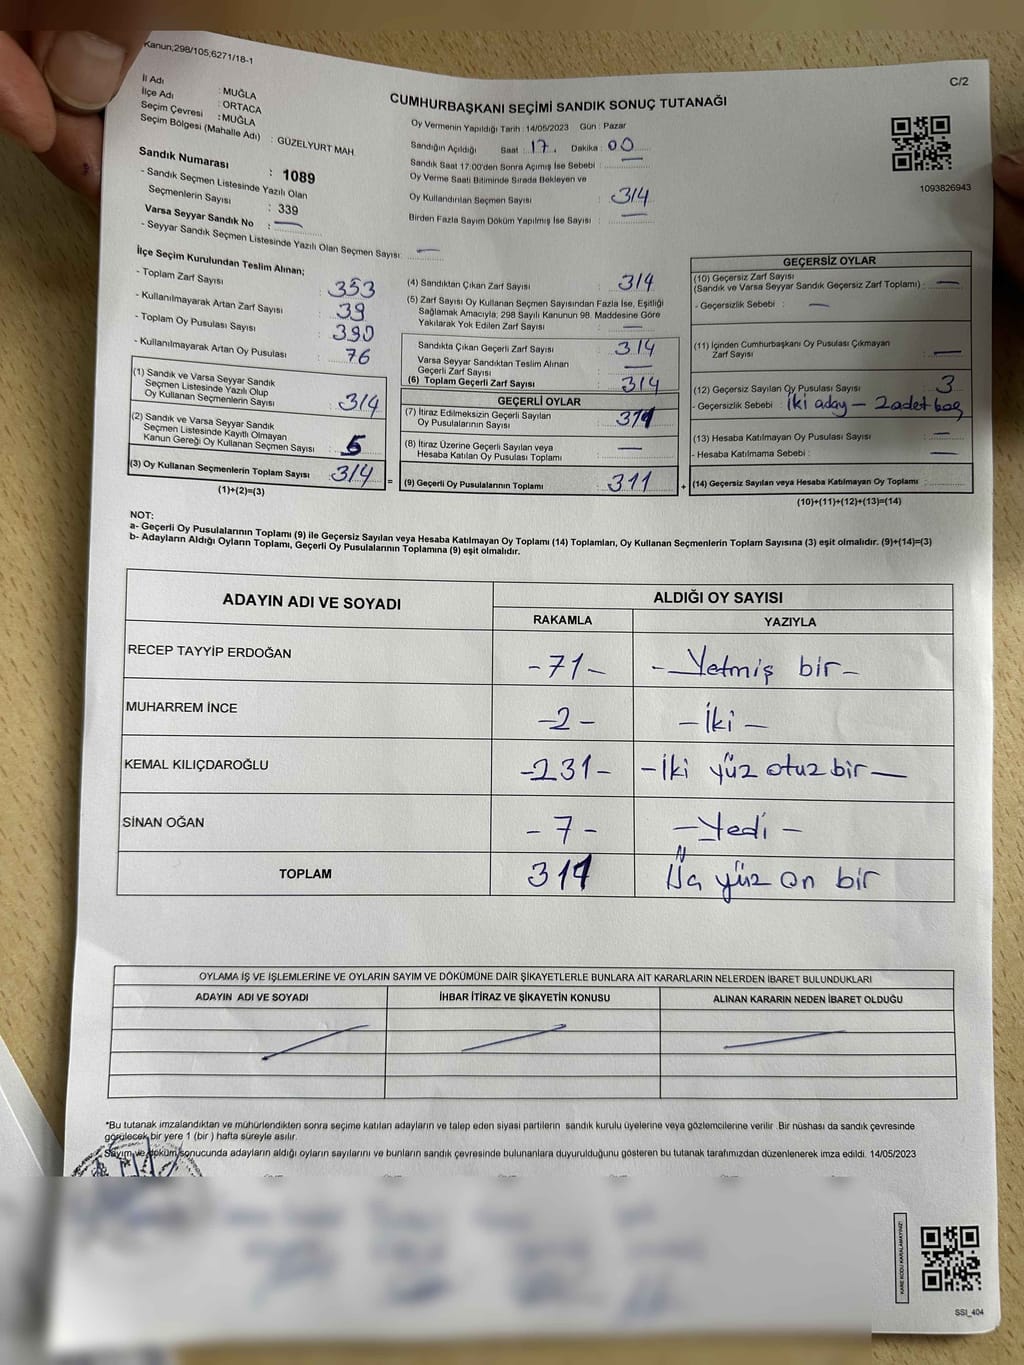 Kanun;298/105;6271/18-1
C/2
İl Adı : MUĞLA
İlçe Adı : ORTACA
Seçim Çevresi : MUĞLA
Seçim Bölgesi (Mahalle Adı) : GÜZELYURT MAH.
Sandık Numarası : 1089
- Sandık Seçmen Listesinde Yazılı Olan
Seçmenlerin Sayısı : 339
Varsa Seyyar Sandık No : —
- Seyyar Sandık Seçmen Listesinde Yazılı Olan Seçmen Sayısı: —
CUMHURBAŞKANI SEÇİMİ SANDIK SONUÇ TUTANAĞI
Oy Vermenin Yapıldığı Tarih : 14/05/2023 Gün : Pazar
Sandığın Açıldığı Saat : 17 . Dakika : 00
Sandık Saat 17:00'den Sonra Açımış İse Sebebi : —
Oy Verme Saati Bitiminde Sırada Bekleyen ve
Oy Kullandırılan Seçmen Sayısı : 314
Birden Fazla Sayım Döküm Yapılmış İse Sayısı : —
1093826943
İlçe Seçim Kurulundan Teslim Alınan;
- Toplam Zarf Sayısı : 353
- Kullanılmayarak Artan Zarf Sayısı : 39
- Toplam Oy Pusulası Sayısı : 390
- Kullanılmayarak Artan Oy Pusulası : 76
(1) Sandık ve Varsa Seyyar Sandık
Seçmen Listesinde Yazılı Olup
Oy Kullanan Seçmenlerin Sayısı : 314
(2) Sandık ve Varsa Seyyar Sandık
Seçmen Listesinde Kayıtlı Olmayan
Kanun Gereği Oy Kullanan Seçmen Sayısı :
(3) Oy Kullanan Seçmenlerin Toplam Sayısı : 314 =
(1)+(2)=(3)
(4) Sandıktan Çıkan Zarf Sayısı : 314
(5) Zarf Sayısı Oy Kullanan Seçmen Sayısından Fazla İse, Eşitliği
Sağlamak Amacıyla; 298 Sayılı Kanunun 98. Maddesine Göre
Yakılarak Yok Edilen Zarf Sayısı : —
Sandıkta Çıkan Geçerli Zarf Sayısı : 314
Varsa Seyyar Sandıktan Teslim Alınan
Geçerli Zarf Sayısı : —
(6) Toplam Geçerli Zarf Sayısı : 314
GEÇERLİ OYLAR
(7) İtiraz Edilmeksizin Geçerli Sayılan
Oy Pusulalarının Sayısı : 311
(8) İtiraz Üzerine Geçerli Sayılan veya
Hesaba Katılan Oy Pusulası Toplamı : —
(9) Geçerli Oy Pusulalarının Toplamı : 311 +
GEÇERSİZ OYLAR
(10) Geçersiz Zarf Sayısı
(Sandık ve Varsa Seyyar Sandık Geçersiz Zarf Toplamı) : —
- Geçersizlik Sebebi : —
(11) İçinden Cumhurbaşkanı Oy Pusulası Çıkmayan
Zarf Sayısı : —
(12) Geçersiz Sayılan Oy Pusulası Sayısı : 3
- Geçersizlik Sebebi : İki aday — 2 adet boş
(13) Hesaba Katılmayan Oy Pusulası Sayısı : —
- Hesaba Katılmama Sebebi : —
(14) Geçersiz Sayılan veya Hesaba Katılmayan Oy Toplamı :
(10)+(11)+(12)+(13)=(14)
NOT:
a- Geçerli Oy Pusulalarının Toplamı (9) ile Geçersiz Sayılan veya Hesaba Katılmayan Oy Toplamı (14) Toplamları, Oy Kullanan Seçmenlerin Toplam Sayısına (3) eşit olmalıdır. (9)+(14)=(3)
b- Adayların Aldığı Oyların Toplamı, Geçerli Oy Pusulalarının Toplamına (9) eşit olmalıdır.
ADAYIN ADI VE SOYADI ALDIĞI OY SAYISI
RAKAMLA YAZIYLA
RECEP TAYYİP ERDOĞAN -71- - Yetmiş bir -
MUHARREM İNCE -2- - İki -
KEMAL KILIÇDAROĞLU -231- - İki yüz otuz bir -
SİNAN OĞAN -7- - Yedi -
TOPLAM 311 yüz on bir
OYLAMA İŞ VE İŞLEMLERİNE VE OYLARIN SAYIM VE DÖKÜMÜNE DAİR ŞİKAYETLERLE BUNLARA AİT KARARLARIN NELERDEN İBARET BULUNDUKLARI
ADAYIN ADI VE SOYADI İHBAR İTİRAZ VE ŞİKAYETİN KONUSU ALINAN KARARIN NEDEN İBARET OLDUĞU
*Bu tutanak imzalandıktan ve mühürlendikten sonra seçime katılan adayların ve talep eden siyasi partilerin sandık kurulu üyelerine veya gözlemcilerine verilir Bir nüshası da sandık çevresinde
görülecek bir yere 1 (bir ) hafta süreyle asılır.
Sayım ve döküm sonucunda adayların aldığı oyların sayılarını ve bunların sandık çevresinde bulunanlara duyurulduğunu gösteren bu tutanak tarafımızdan düzenlenerek imza edildi. 14/05/2023
KARE KODU KARALAMAYINIZ!
SSI_404